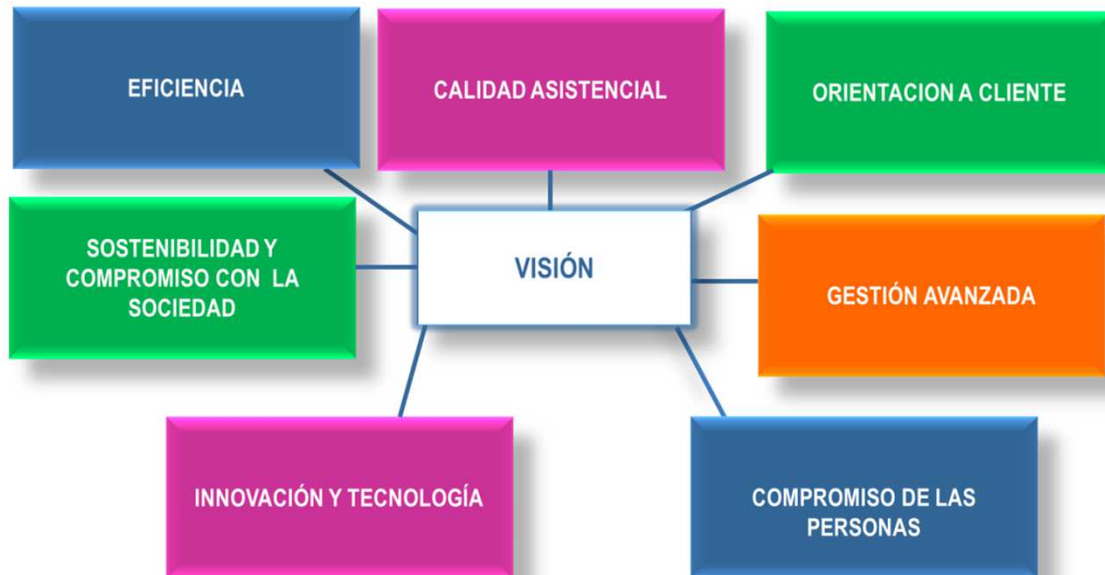 EFICIENCIA
CALIDAD ASISTENCIAL
ORIENTACION A CLIENTE
SOSTENIBILIDAD Y
COMPROMISO CON LA
SOCIEDAD
VISIÓN
GESTIÓN AVANZADA
INNOVACIÓN Y TECNOLOGÍA
COMPROMISO DE LAS
PERSONAS